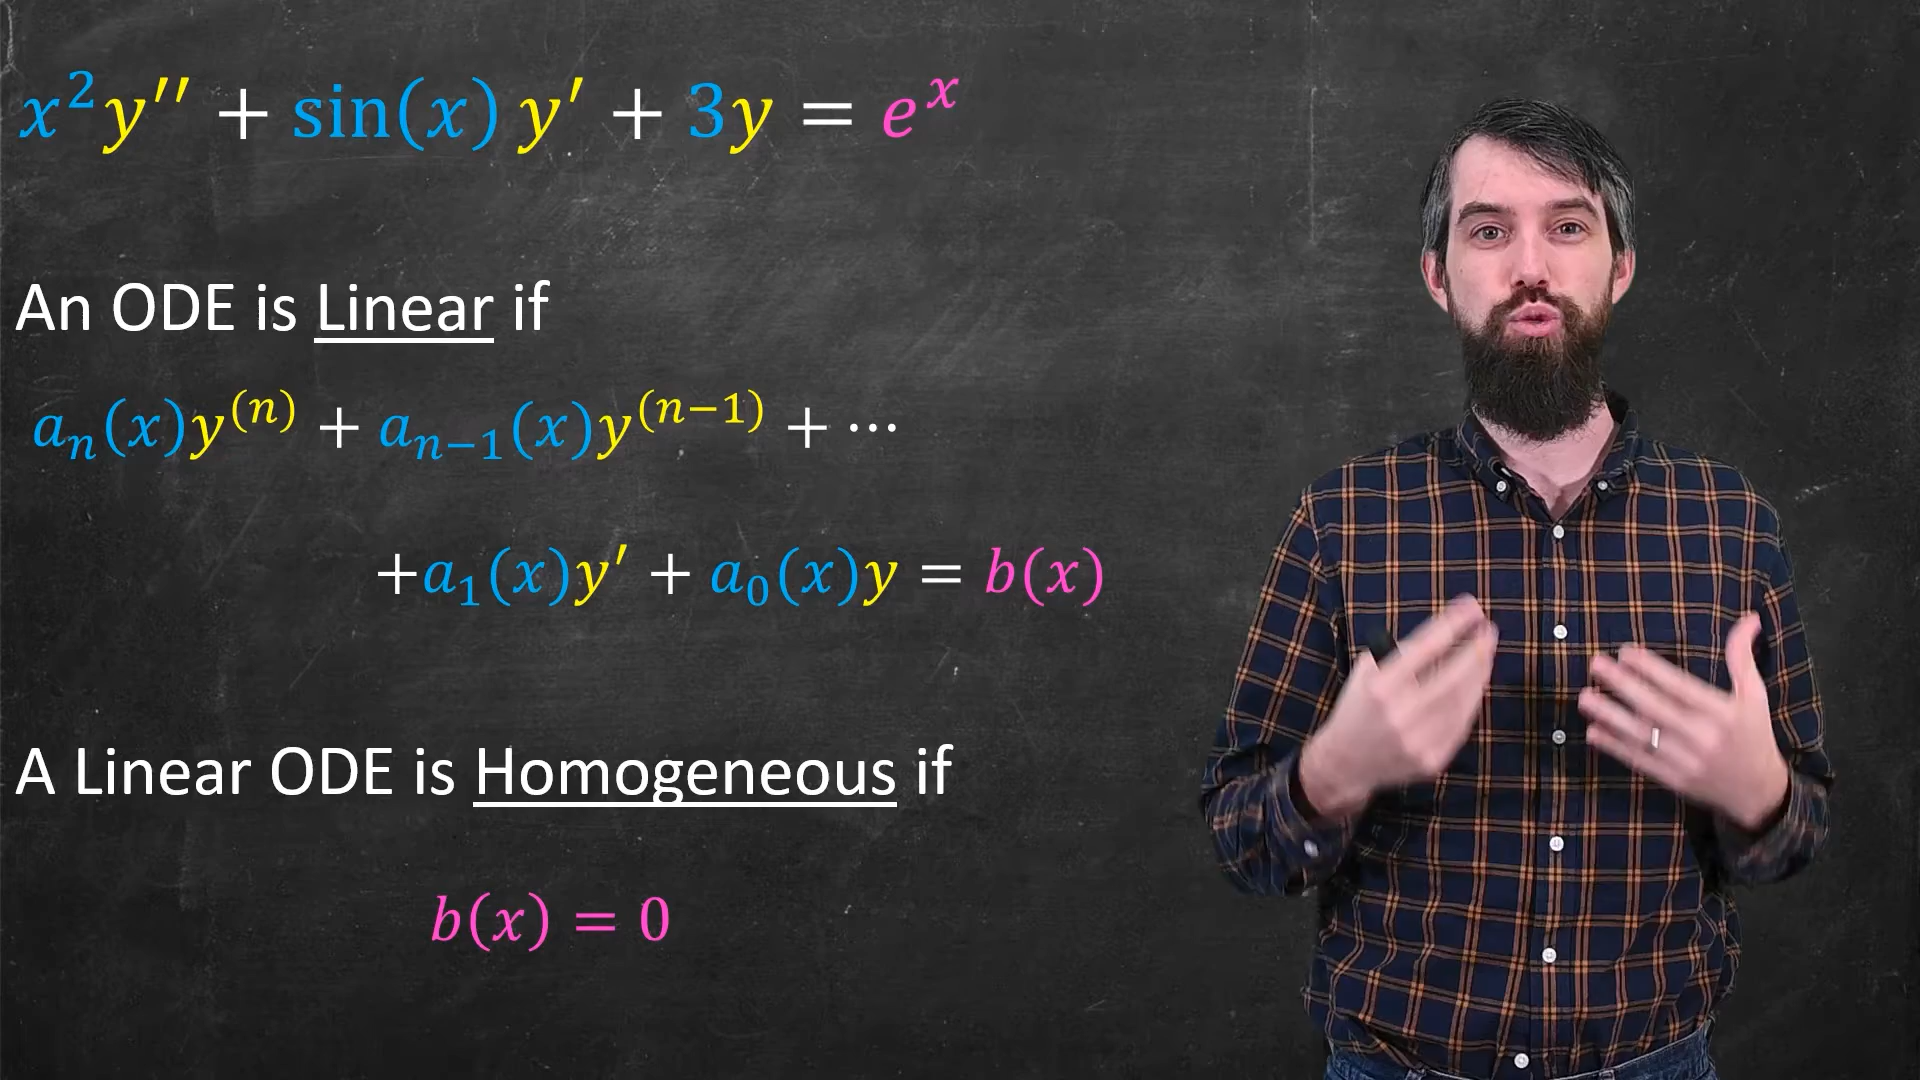 x²y′′ + sin(x) y′ + 3y = eˣ
An ODE is Linear if
aₙ(x)y⁽ⁿ⁾ + aₙ₋₁(x)y⁽ⁿ⁻¹⁾ + ⋯
+a₁(x)y′ + a₀(x)y = b(x)
A Linear ODE is Homogeneous if
b(x) = 0